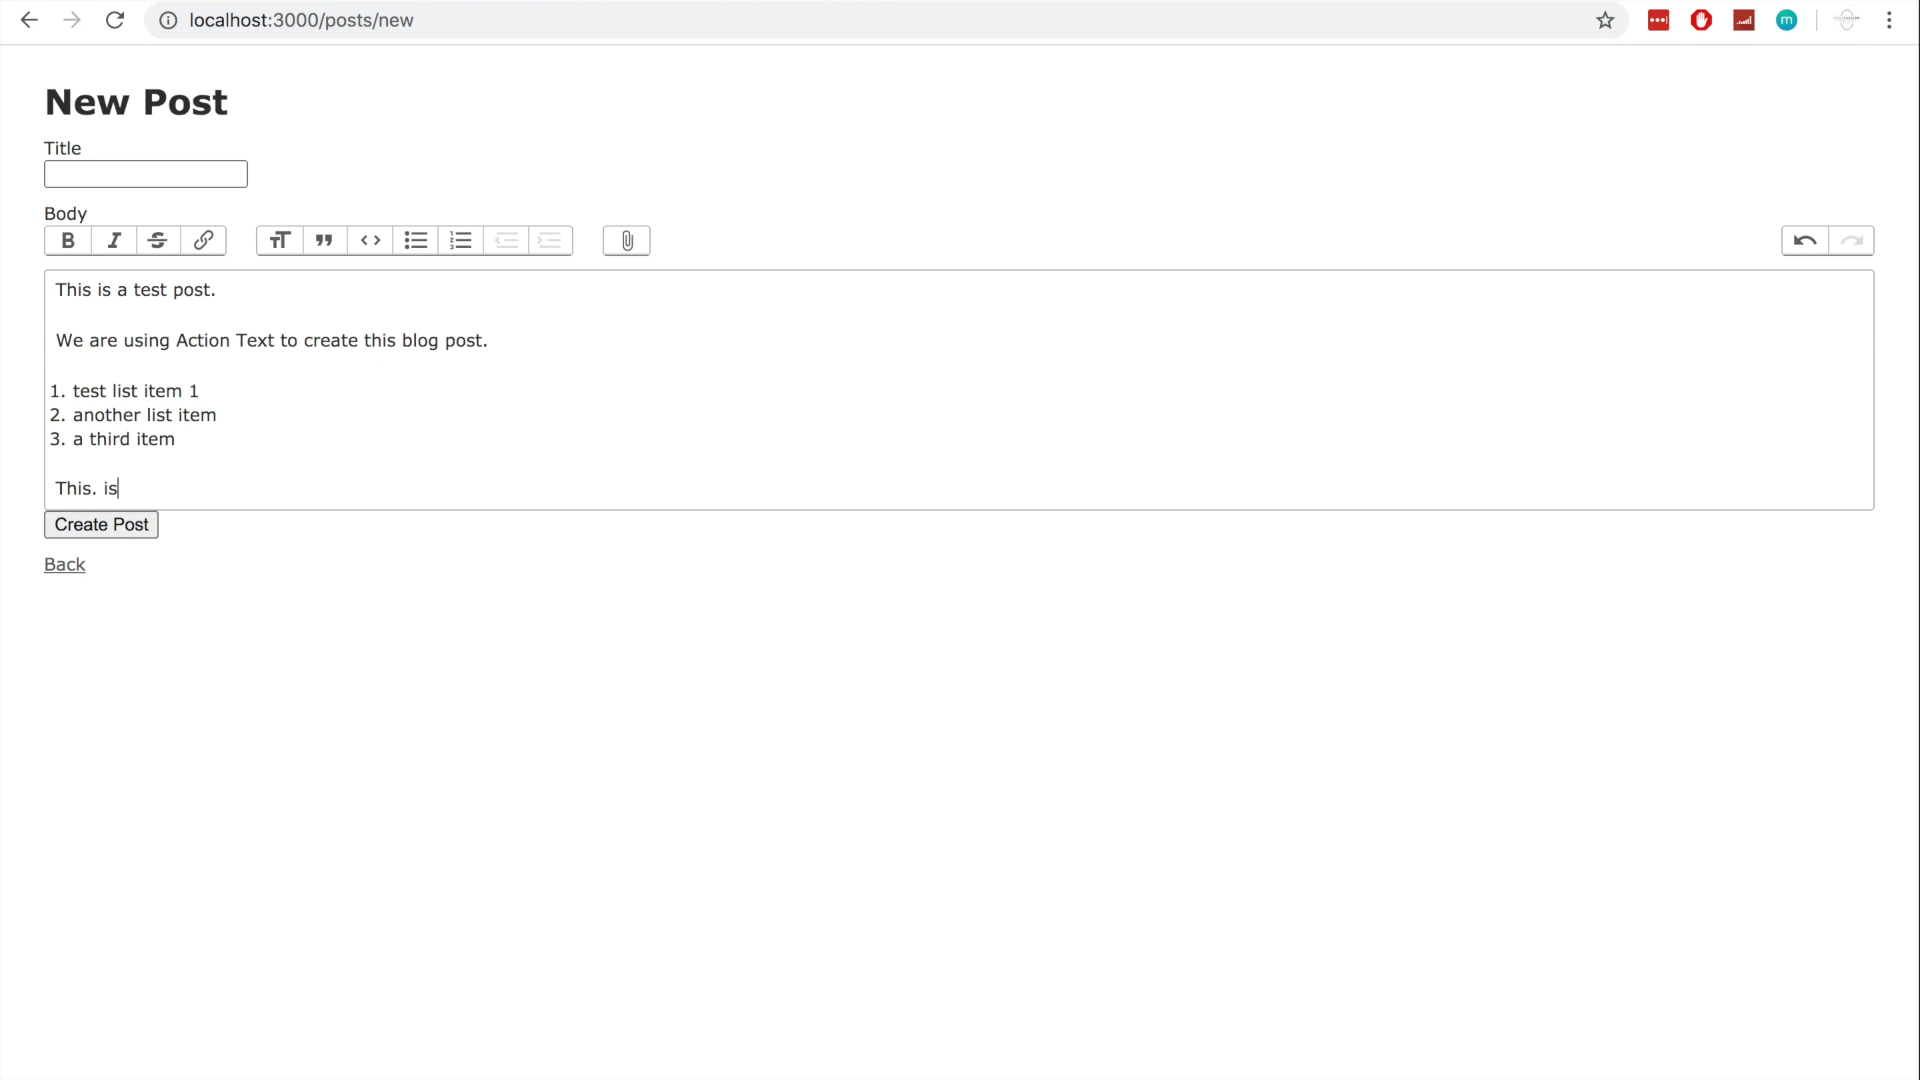 localhost:3000/posts/new
m
New Post
Title
Body
This is a test post.
We are using Action Text to create this blog post.
1. test list item 1
2. another list item
3. a third item
This. is
Create Post
Back